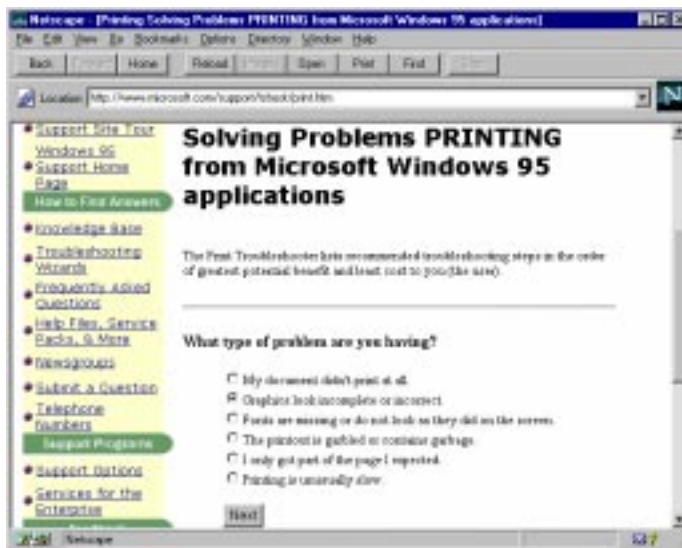 Netscape - [Printing Solving Problems PRINTING from Microsoft Windows 95 applications]
File Edit View Go Bookmarks Options Directory Window Help
Back Home Reload Open Print Find
Location: http://www.microsoft.com/support/tshoot/print.htm
Support Site Tour
Windows 95
Support Home
Page
How to Find Answers
Knowledge Base
Troubleshooting
Wizards
Frequently Asked
Questions
Help Files, Service
Packs, & More
Newsgroups
Submit a Question
Telephone
Numbers
Support Programs
Support Options
Services for the
Enterprise
Solving Problems PRINTING
from Microsoft Windows 95
applications
The Print Troubleshooter lists recommended troubleshooting steps in the order
of greatest potential benefit and least cost to you (the user).
What type of problem are you having?
My document didn't print at all.
Graphics look incomplete or incorrect.
Fonts are missing or do not look as they did on the screen.
The printout is garbled or contains garbage.
I only got part of the page I expected.
Printing is unusually slow.
Next
Netscape